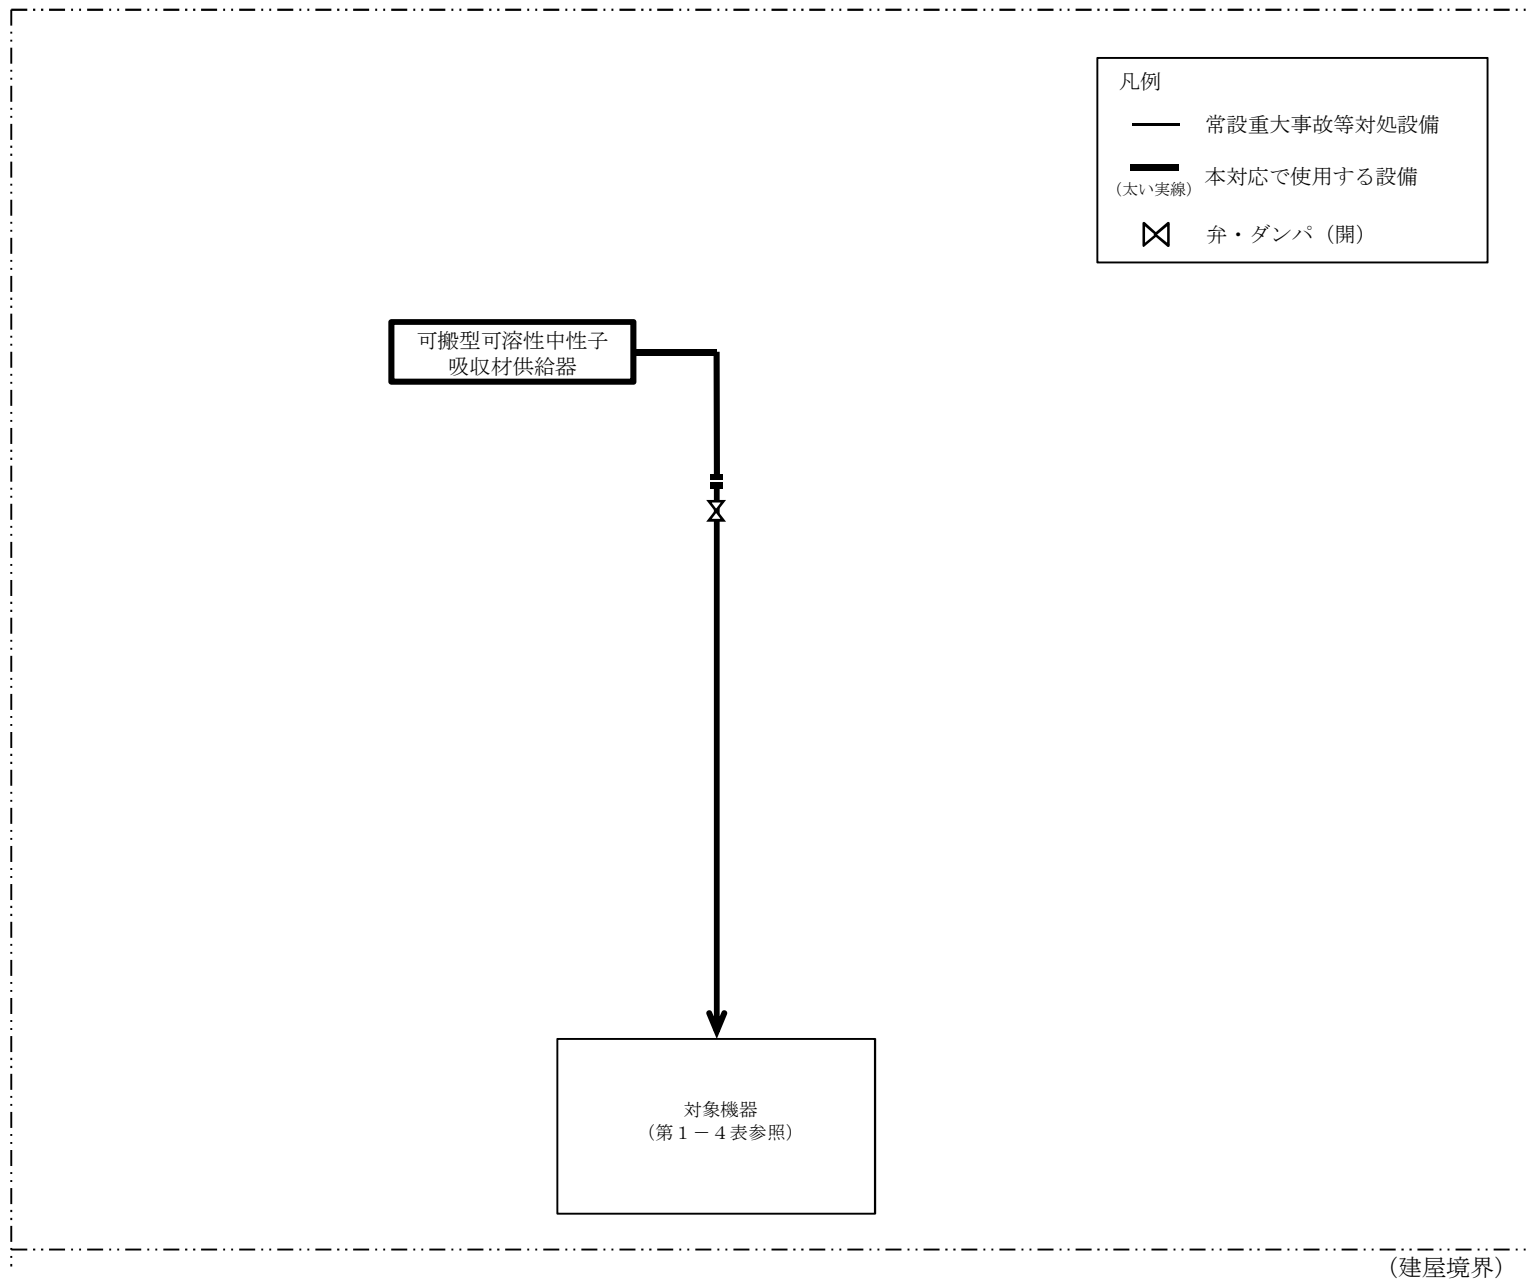 凡例
常設重大事故等対処設備
本対応で使用する設備
（太い実線）
弁・ダンパ（開）
可搬型可溶性中性子
吸収材供給器
対象機器
（第１－４表参照）
（建屋境界）